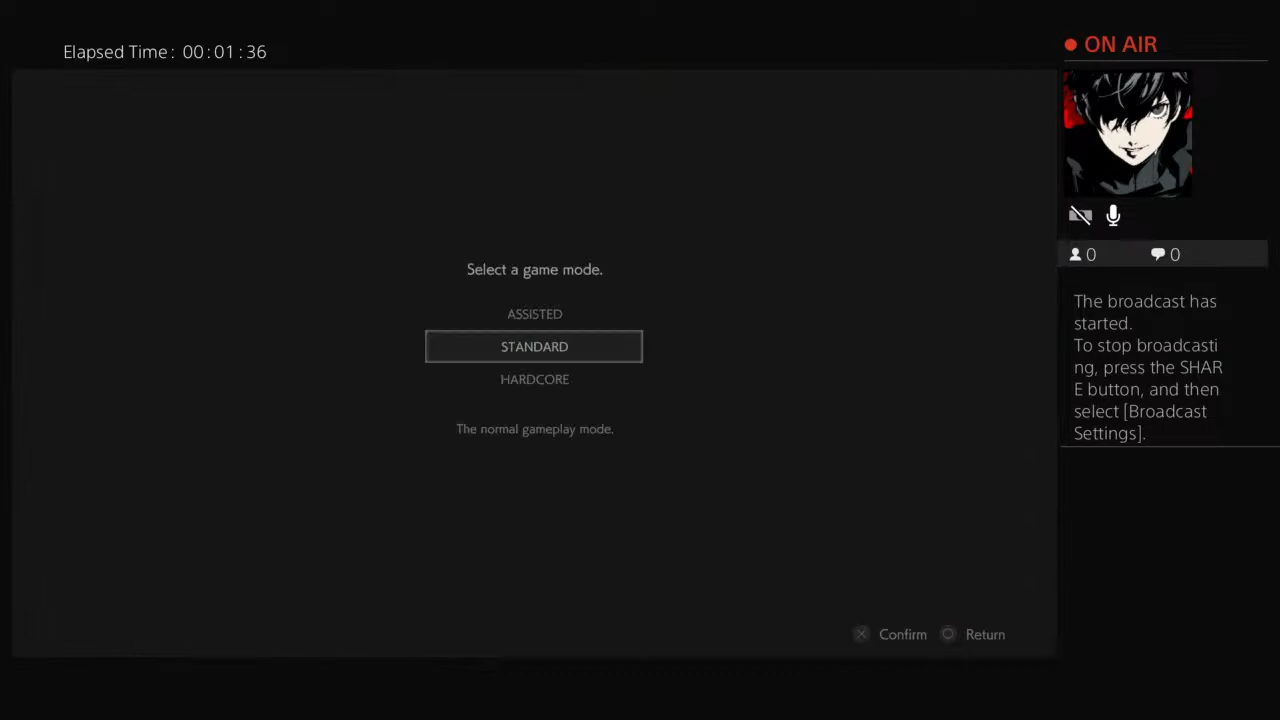 Elapsed Time: 00:01:36
ON AIR
0 0
The broadcast has
started.
To stop broadcasti
ng, press the SHAR
E button, and then
select [Broadcast
Settings].
Select a game mode.
ASSISTED
STANDARD
HARDCORE
The normal gameplay mode.
Confirm Return